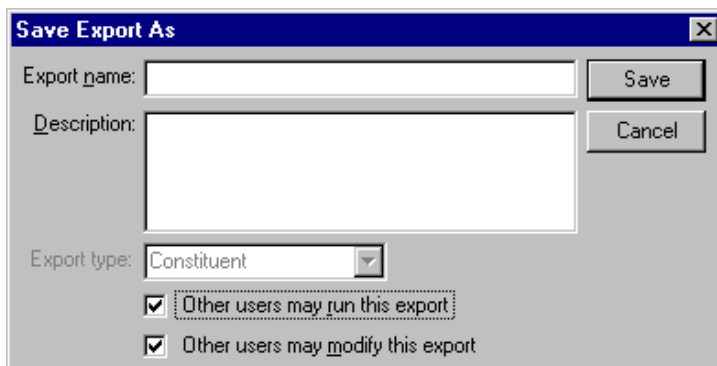 Save Export As
Export name:
Save
Description:
Cancel
Export type: Constituent
Other users may run this export
Other users may modify this export